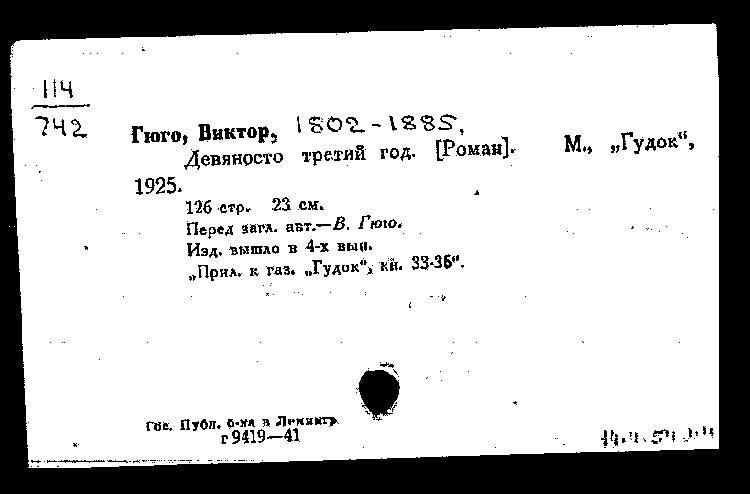 114
742
Гюго, Виктор, 1802-1885.
Девяносто третий год. [Роман]. М., „Гудок“,
1925.
126 стр. 23 см.
Перед загл. авт.—В. Гюго.
Изд. вышло в 4-х вып.
„Прил. к газ. „Гудок“, кн. 33-36“.
Гос. Публ. б-ка в Ленингр.
г 9419—41